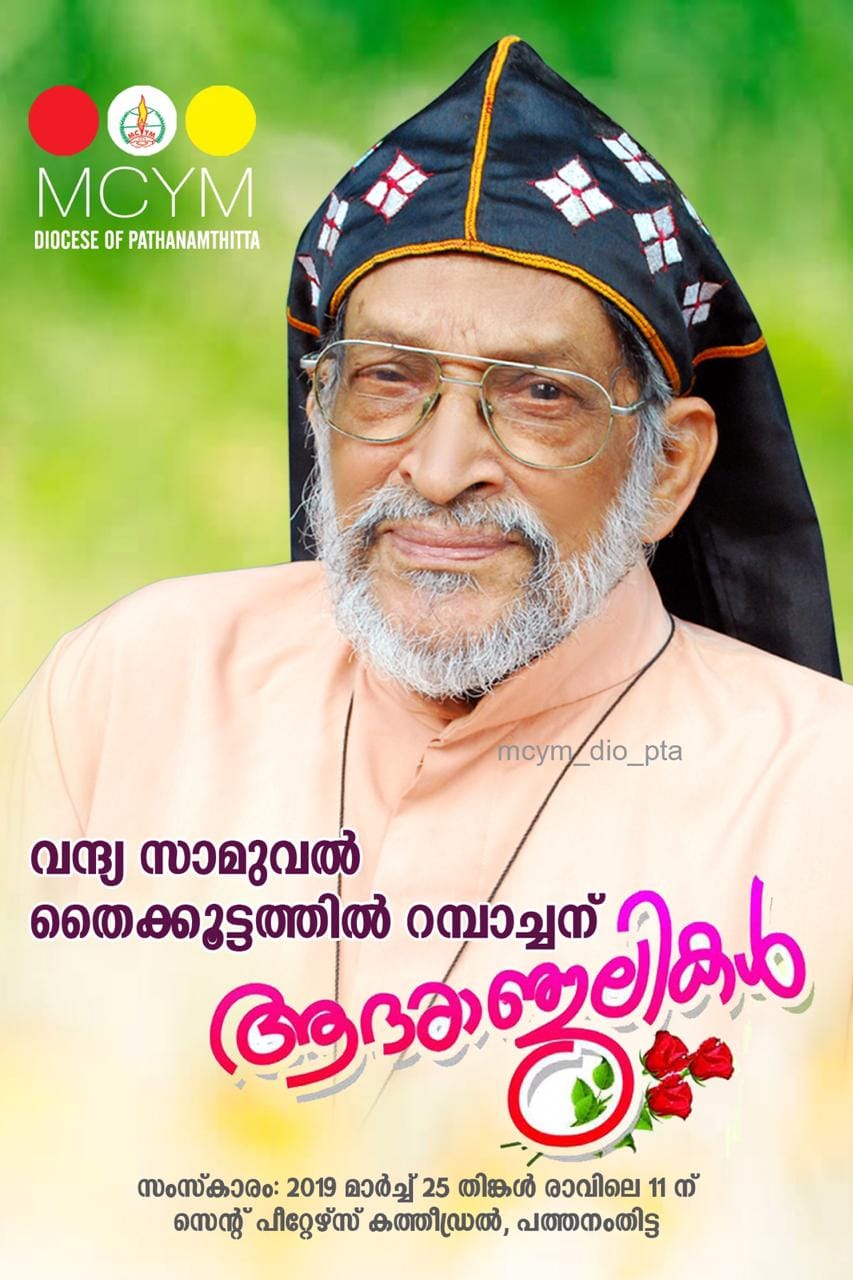 MCYM
MCYM
DIOCESE OF PATHANAMTHITTA
mcym_dio_pta
വന്ദ്യ സാമുവൽ
തൈക്കൂട്ടത്തിൽ റമ്പാച്ചന്
ആദരാഞ്ജലികൾ
സംസ്കാരം: 2019 മാർച്ച് 25 തിങ്കൾ രാവിലെ 11 ന്
സെന്റ് പീറ്റേഴ്സ് കത്തീഡ്രൽ, പത്തനംതിട്ട